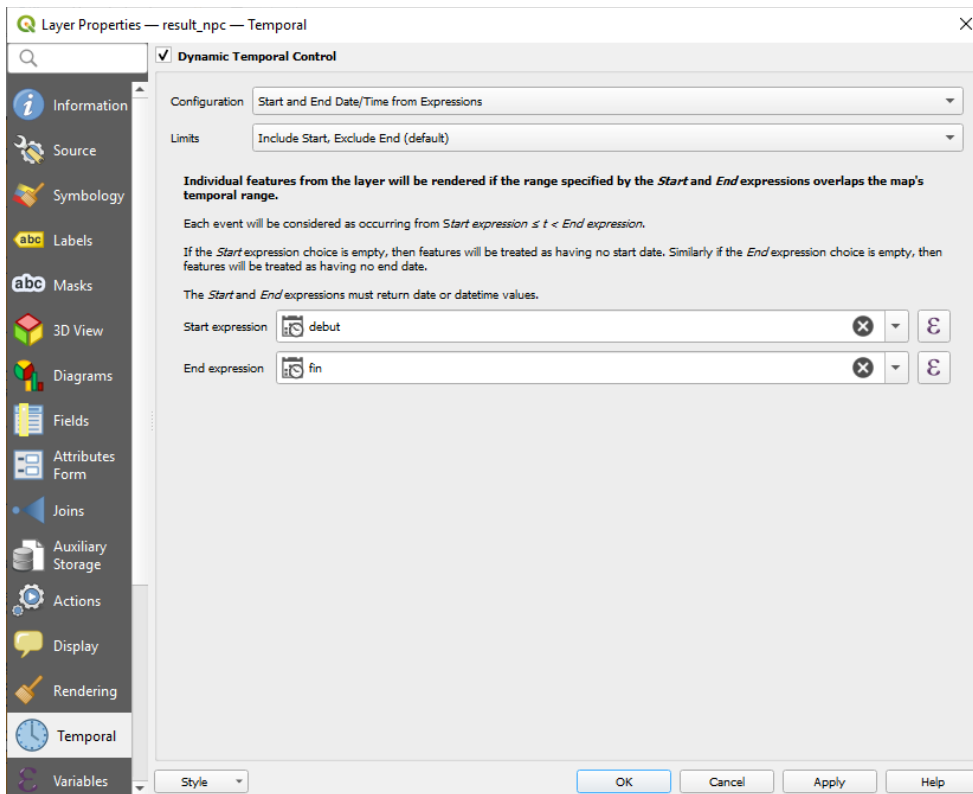 Layer Properties — result_npc — Temporal
Dynamic Temporal Control
Information
Source
Symbology
abc Labels
abc Masks
3D View
Diagrams
Fields
Attributes
Form
Joins
Auxiliary
Storage
Actions
Display
Rendering
Temporal
ε Variables
Configuration Start and End Date/Time from Expressions
Limits Include Start, Exclude End (default)
Individual features from the layer will be rendered if the range specified by the Start and End expressions overlaps the map's
temporal range.
Each event will be considered as occurring from Start expression ≤ t < End expression.
If the Start expression choice is empty, then features will be treated as having no start date. Similarly if the End expression choice is empty, then
features will be treated as having no end date.
The Start and End expressions must return date or datetime values.
Start expression debut ε
End expression fin ε
Style OK Cancel Apply Help